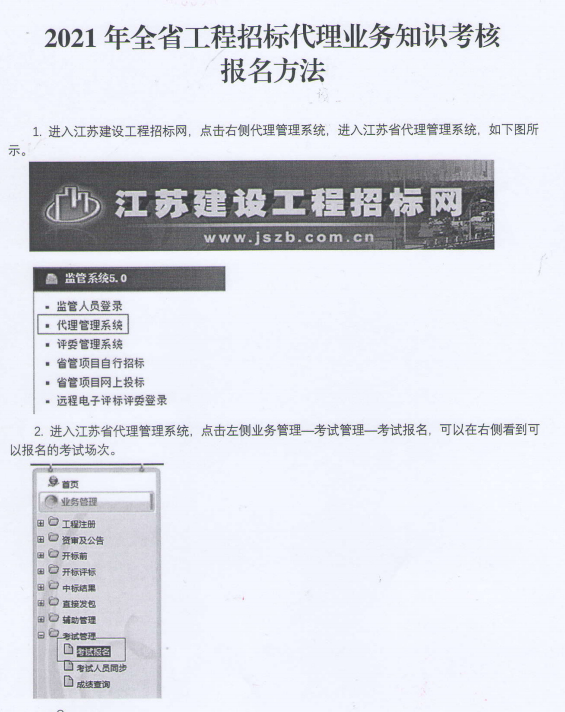 2021 年全省工程招标代理业务知识考核
报名方法
1. 进入江苏建设工程招标网，点击右侧代理管理系统，进入江苏省代理管理系统，如下图所
示。
江苏建设工程招标网
www.jszb.com.cn
监管系统5.0
监管人员登录
代理管理系统
评委管理系统
省管项目自行招标
省管项目网上投标
远程电子评标评委登录
2. 进入江苏省代理管理系统，点击左侧业务管理—考试管理—考试报名，可以在右侧看到可
以报名的考试场次。
首页
业务管理
工程注册
资审及公告
开标前
开标评标
中标结果
直接发包
辅助管理
考试管理
考试报名
考试人员同步
成绩查询